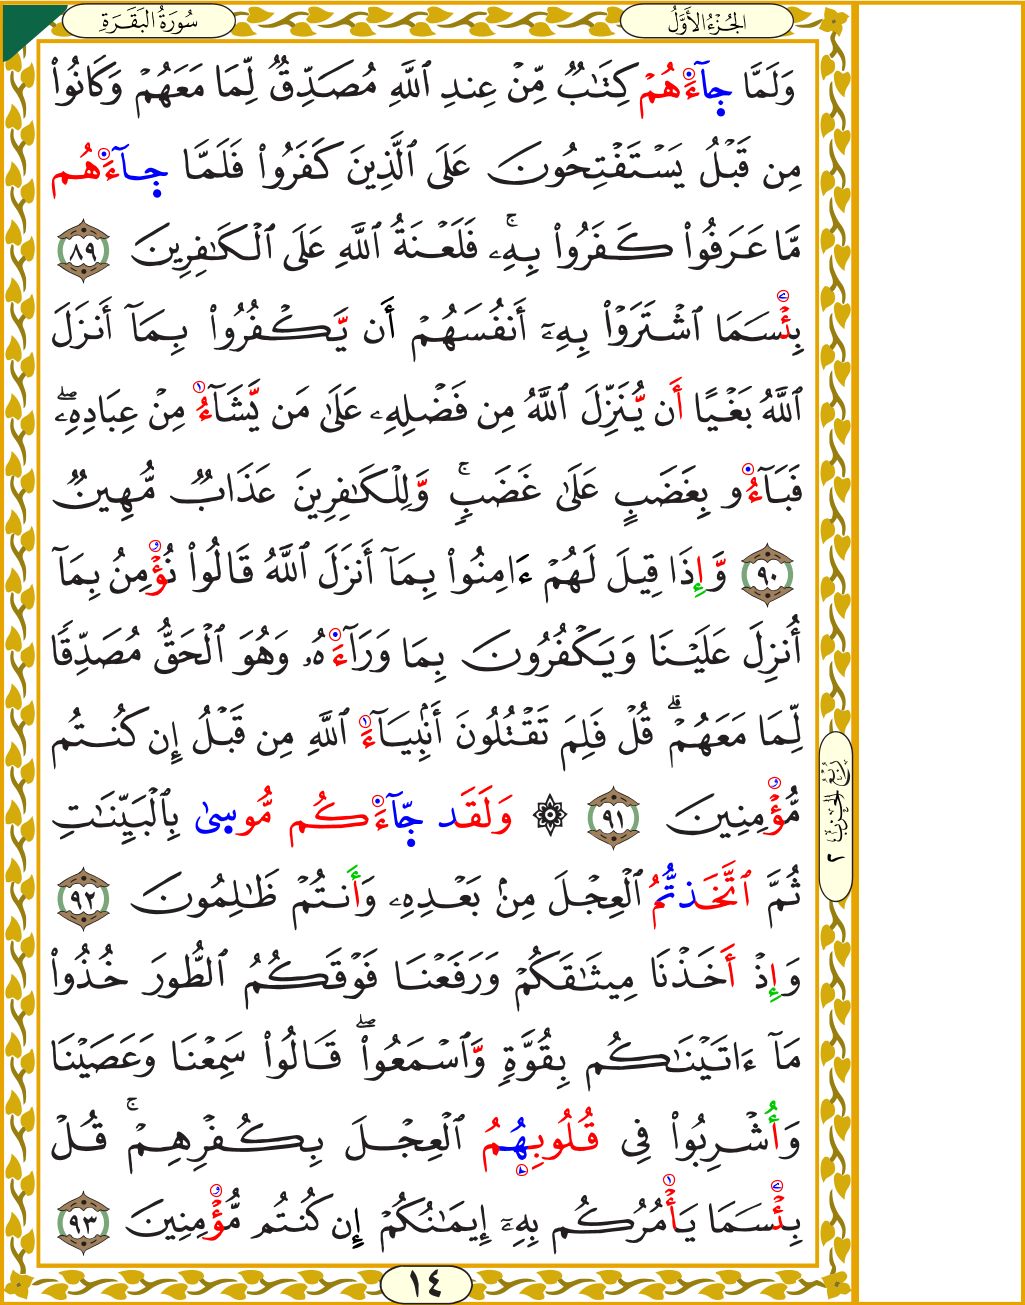 سُورَةُ البَقَرَةِ
الجُزْءُ الأَوَّلُ
وَلَمَّا جَآءَهُمْ كِتَٰبٌ مِّنْ عِندِ ٱللَّهِ مُصَدِّقٌ لِّمَا مَعَهُمْ وَكَانُوا۟
مِن قَبْلُ يَسْتَفْتِحُونَ عَلَى ٱلَّذِينَ كَفَرُوا۟ فَلَمَّا جَآءَهُم
مَّا عَرَفُوا۟ كَفَرُوا۟ بِهِۦۚ فَلَعْنَةُ ٱللَّهِ عَلَى ٱلْكَٰفِرِينَ ٨٩
بِئْسَمَا ٱشْتَرَوْا۟ بِهِۦٓ أَنفُسَهُمْ أَن يَّكْفُرُوا۟ بِمَآ أَنزَلَ
ٱللَّهُ بَغْيًا أَن يُّنَزِّلَ ٱللَّهُ مِن فَضْلِهِۦ عَلَىٰ مَن يَّشَآءُ مِنْ عِبَادِهِۦۖ
فَبَآءُو بِغَضَبٍ عَلَىٰ غَضَبٍۚ وَّلِلْكَٰفِرِينَ عَذَابٌ مُّهِينٌ
٩٠ وَّإِذَا قِيلَ لَهُمْ ءَامِنُوا۟ بِمَآ أَنزَلَ ٱللَّهُ قَالُوا۟ نُؤْمِنُ بِمَآ
أُنزِلَ عَلَيْنَا وَيَكْفُرُونَ بِمَا وَرَآءَهُۥ وَهُوَ ٱلْحَقُّ مُصَدِّقًا
لِّمَا مَعَهُمْۗ قُلْ فَلِمَ تَقْتُلُونَ أَنۢبِيَآءَ ٱللَّهِ مِن قَبْلُ إِن كُنتُم
مُّؤْمِنِينَ ٩١ ۞ وَلَقَد جَّآءَكُم مُّوسىٰ بِٱلْبَيِّنَٰتِ
ثُمَّ ٱتَّخَذتُّمُ ٱلْعِجْلَ مِنۢ بَعْدِهِۦ وَأَنتُمْ ظَٰلِمُونَ ٩٢
وَإِذْ أَخَذْنَا مِيثَٰقَكُمْ وَرَفَعْنَا فَوْقَكُمُ ٱلطُّورَ خُذُوا۟
مَآ ءَاتَيْنَٰكُم بِقُوَّةٍ وَّٱسْمَعُوا۟ۖ قَالُوا۟ سَمِعْنَا وَعَصَيْنَا
وَأُشْرِبُوا۟ فِى قُلُوبِهُمُ ٱلْعِجْلَ بِكُفْرِهِمْۚ قُلْ
بِئْسَمَا يَأْمُرُكُم بِهِۦٓ إِيمَٰنُكُمْ إِن كُنتُم مُّؤْمِنِينَ ٩٣
رُبْعُ الحِزْبِ ٢
١٤